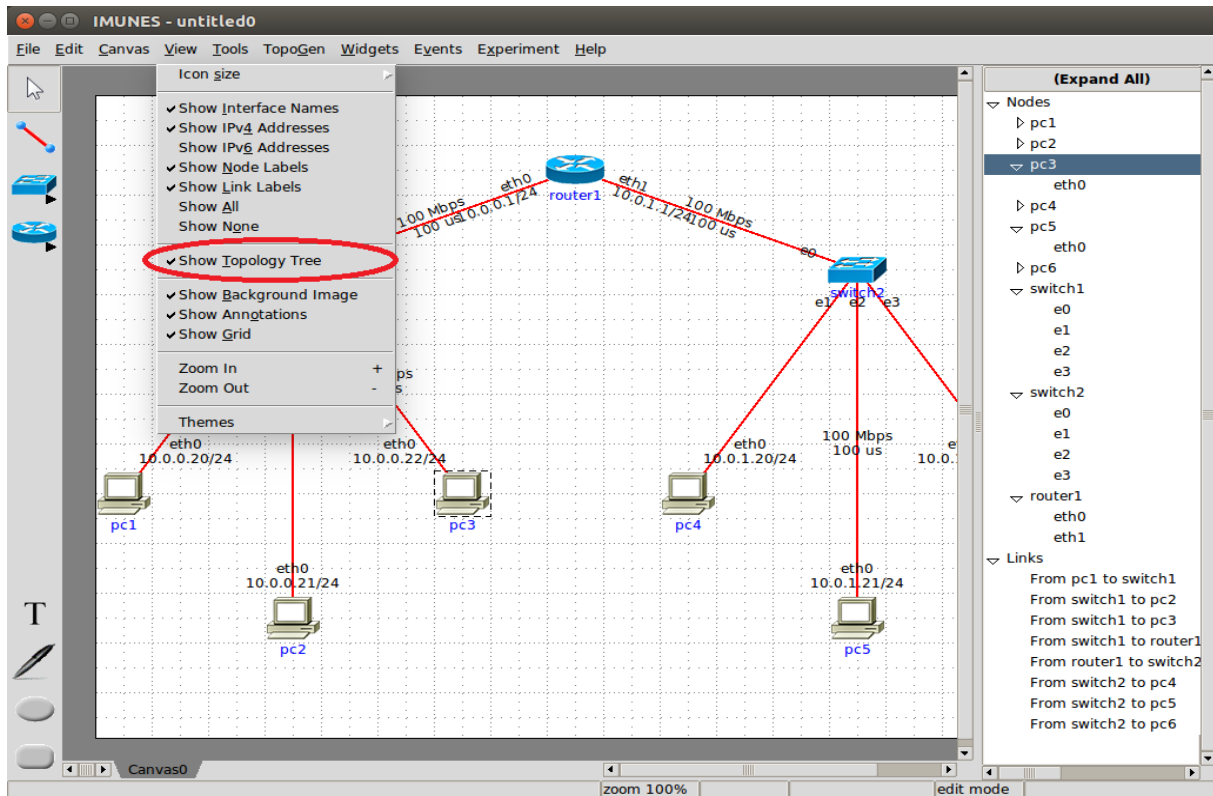 IMUNES - untitled0
File Edit Canvas View Tools TopoGen Widgets Events Experiment Help
Icon size
Show Interface Names
Show IPv4 Addresses
Show IPv6 Addresses
Show Node Labels
Show Link Labels
Show All
Show None
Show Topology Tree
Show Background Image
Show Annotations
Show Grid
Zoom In +
Zoom Out -
Themes
router1
eth0
10.0.0.1/24
100 Mbps
100 us
eth1
10.0.1.1/24
100 Mbps
100 us
e0
switch2
e1 e2 e3
eth0
10.0.0.20/24
pc1
eth0
10.0.0.22/24
pc3
eth0
10.0.0.21/24
pc2
eth0
10.0.1.20/24
pc4
100 Mbps
100 us
eth0
10.0.1.21/24
pc5
T
Canvas0
zoom 100%
edit mode
(Expand All)
Nodes
pc1
pc2
pc3
eth0
pc4
pc5
eth0
pc6
switch1
e0
e1
e2
e3
switch2
e0
e1
e2
e3
router1
eth0
eth1
Links
From pc1 to switch1
From switch1 to pc2
From switch1 to pc3
From switch1 to router1
From router1 to switch2
From switch2 to pc4
From switch2 to pc5
From switch2 to pc6